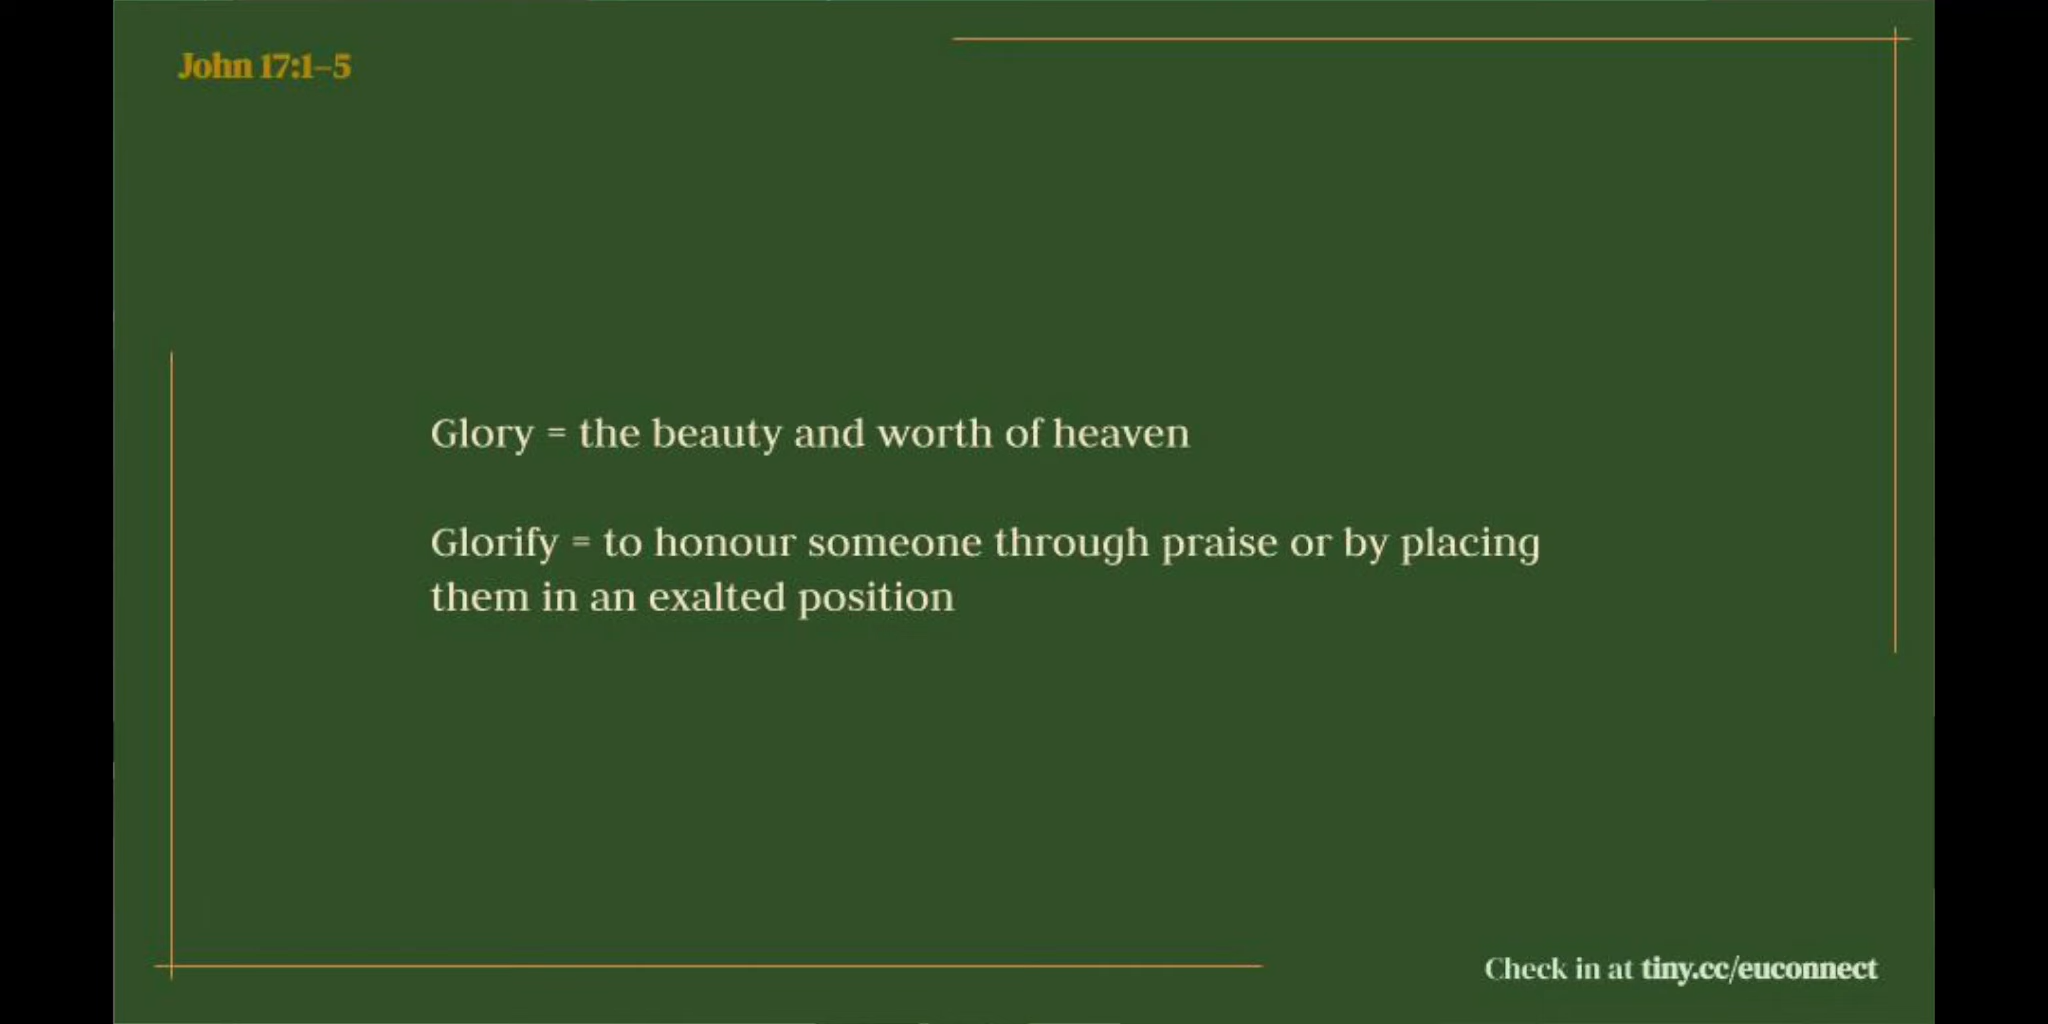 John 17:1–5
Glory = the beauty and worth of heaven
Glorify = to honour someone through praise or by placing
them in an exalted position
Check in at tiny.cc/euconnect